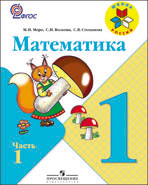 ФГОС
ШКОЛА РОССИИ
М.И. Моро, С.И. Волкова, С.В. Степанова
Математика
Часть
1
1
ПРОСВЕЩЕНИЕ